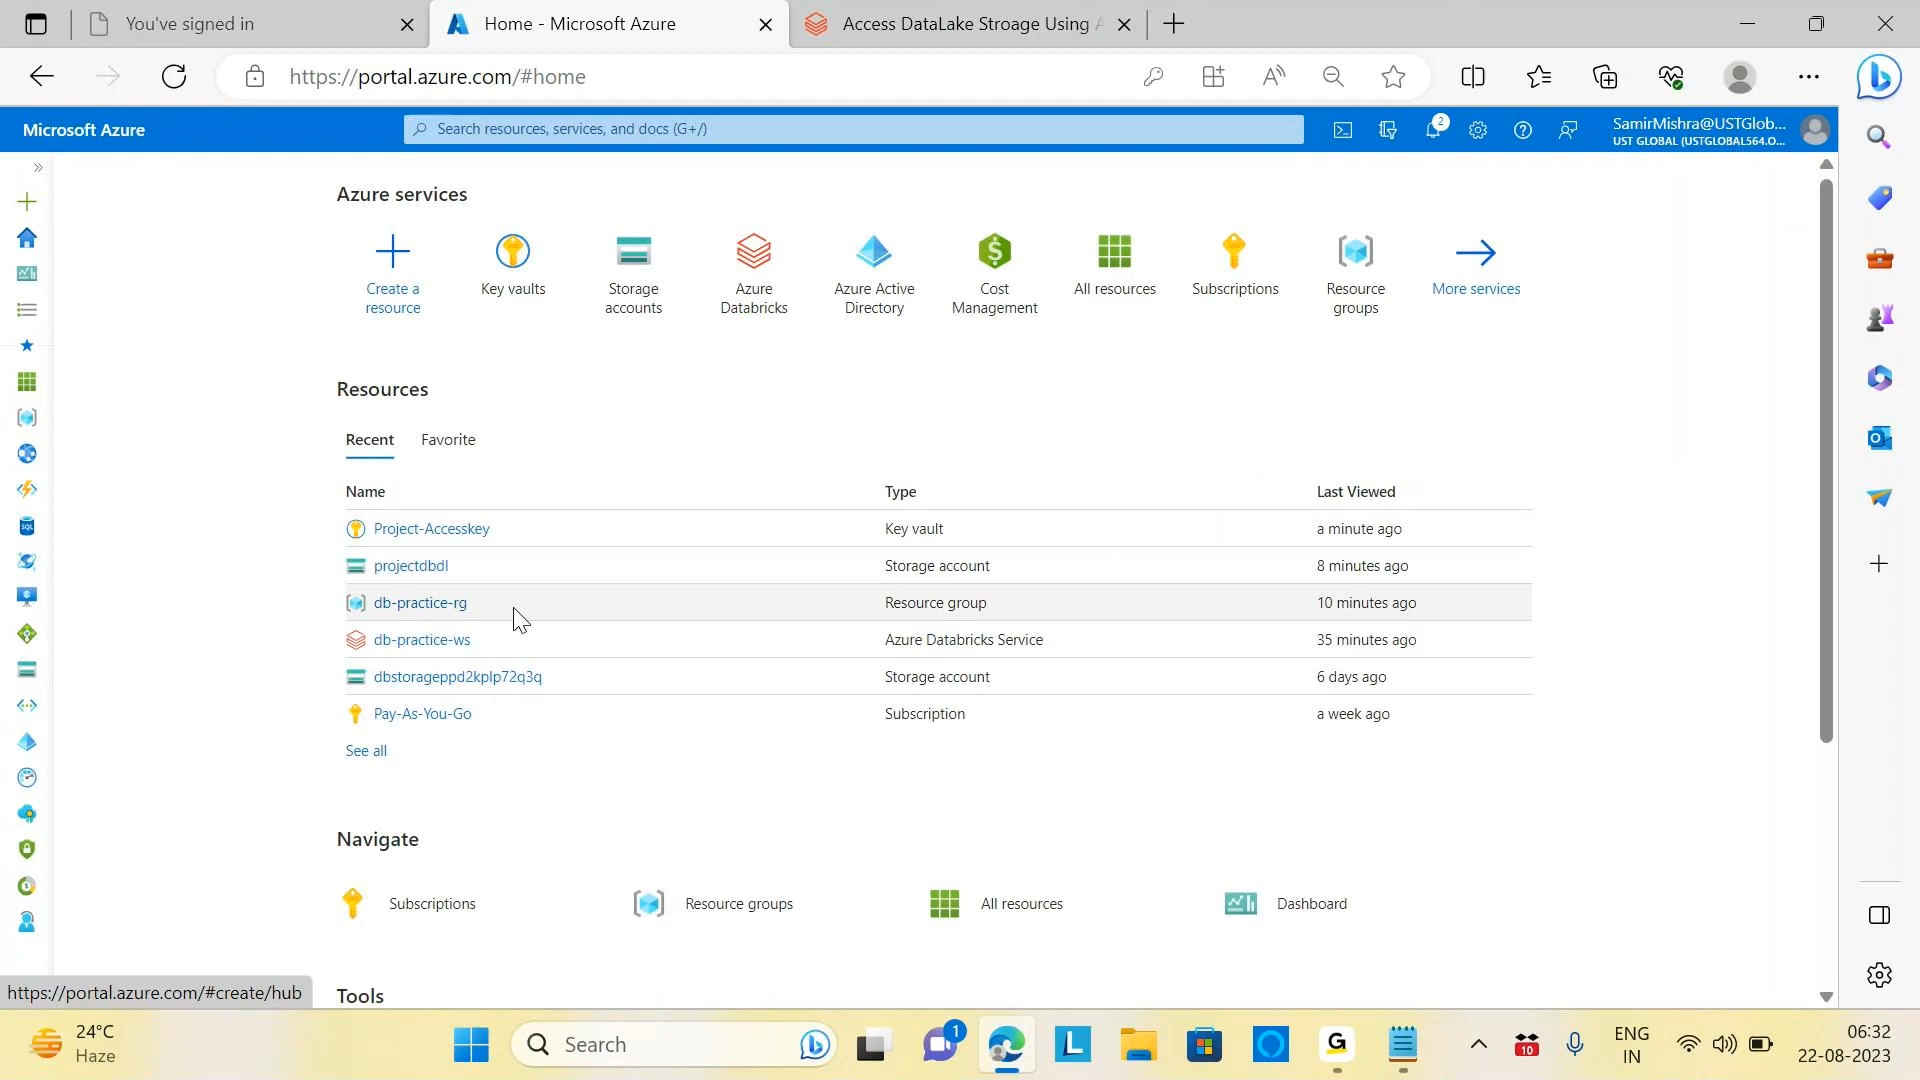 You've signed in
Home - Microsoft Azure
Access DataLake Stroage Using A
https://portal.azure.com/#home
Microsoft Azure
Search resources, services, and docs (G+/)
2
SamirMishra@USTGlob...
UST GLOBAL (USTGLOBAL564.O...
Azure services
Create a resource
Key vaults
Storage accounts
Azure Databricks
Azure Active Directory
Cost Management
All resources
Subscriptions
Resource groups
More services
Resources
Recent
Favorite
Name
Type
Last Viewed
Project-Accesskey
Key vault
a minute ago
projectdbdl
Storage account
8 minutes ago
db-practice-rg
Resource group
10 minutes ago
db-practice-ws
Azure Databricks Service
35 minutes ago
dbstorageppd2kplp72q3q
Storage account
6 days ago
Pay-As-You-Go
Subscription
a week ago
See all
Navigate
Subscriptions
Resource groups
All resources
Dashboard
Tools
https://portal.azure.com/#create/hub
24°C
Haze
Search
1
L
G
10
ENG
IN
06:32
22-08-2023